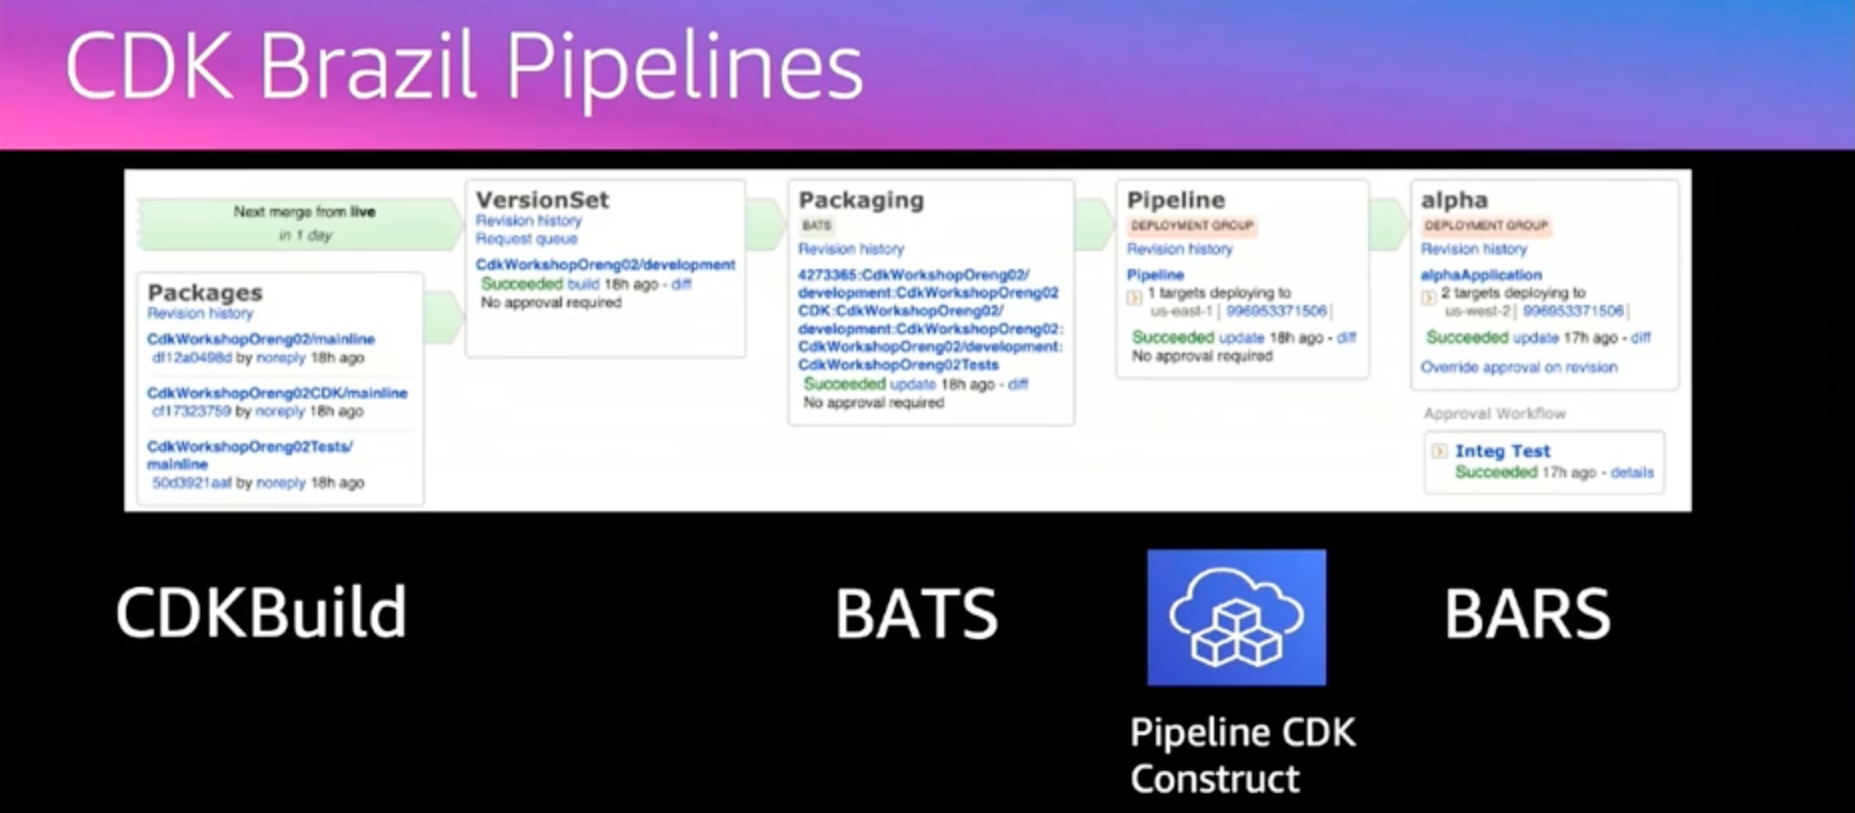 CDK Brazil Pipelines
Next merge from live
in 1 day
Packages
Revision history
CdkWorkshopOreng02/mainline
df12a0498d by noreply 18h ago
CdkWorkshopOreng02CDK/mainline
cf17323759 by noreply 18h ago
CdkWorkshopOreng02Tests/
mainline
50d3921aaf by noreply 18h ago
VersionSet
Revision history
Request queue
CdkWorkshopOreng02/development
Succeeded build 18h ago - diff
No approval required
Packaging
BATS
Revision history
4273365:CdkWorkshopOreng02/
development:CdkWorkshopOreng02
CDK:CdkWorkshopOreng02/
development:CdkWorkshopOreng02:
CdkWorkshopOreng02/development:
CdkWorkshopOreng02Tests
Succeeded update 18h ago - diff
No approval required
Pipeline
DEPLOYMENT GROUP
Revision history
Pipeline
1 targets deploying to
us-east-1 | 996953371506 |
Succeeded update 18h ago - diff
No approval required
alpha
DEPLOYMENT GROUP
Revision history
alphaApplication
2 targets deploying to
us-west-2 | 996953371506 |
Succeeded update 17h ago - diff
Override approval on revision
Approval Workflow
Integ Test
Succeeded 17h ago - details
CDKBuild
BATS
Pipeline CDK
Construct
BARS